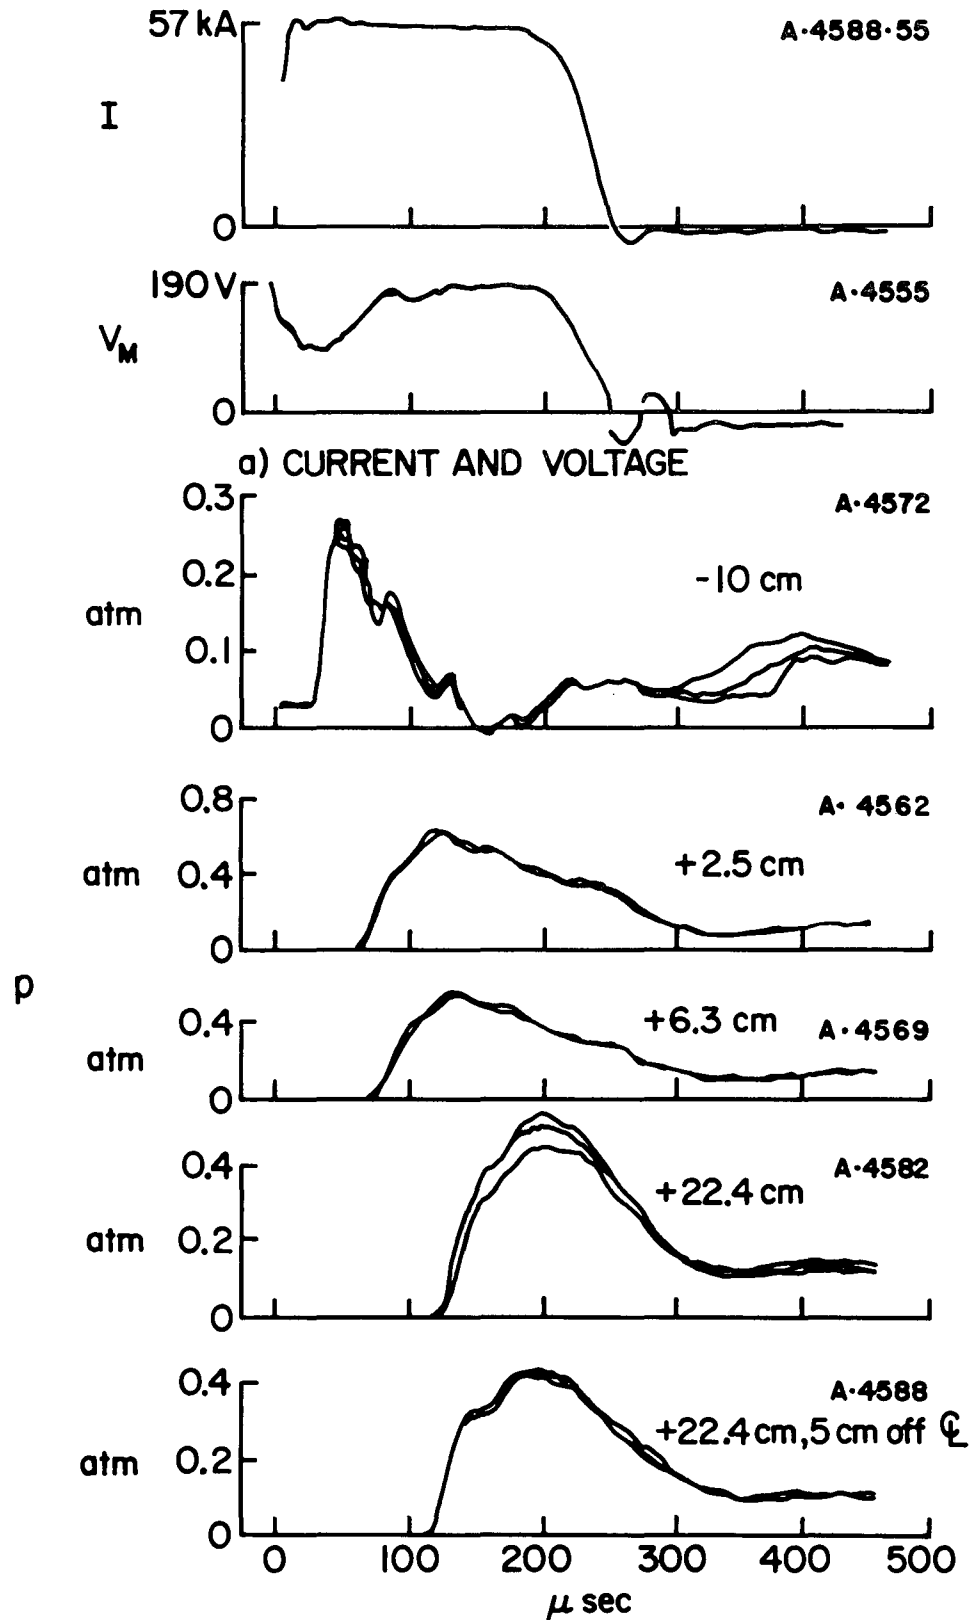 57 kA
A·4588·55
I
0
190 V
A·4555
V_M
0
a) CURRENT AND VOLTAGE
0.3
A·4572
0.2
-10 cm
atm
0.1
0
0.8
A· 4562
+2.5 cm
atm
0.4
0
p
0.4
+6.3 cm
A·4569
atm
0
0.4
A·4582
+22.4 cm
atm
0.2
0
0.4
A·4588
+22.4 cm, 5 cm off ℄
atm
0.2
0
0 100 200 300 400 500
μ sec